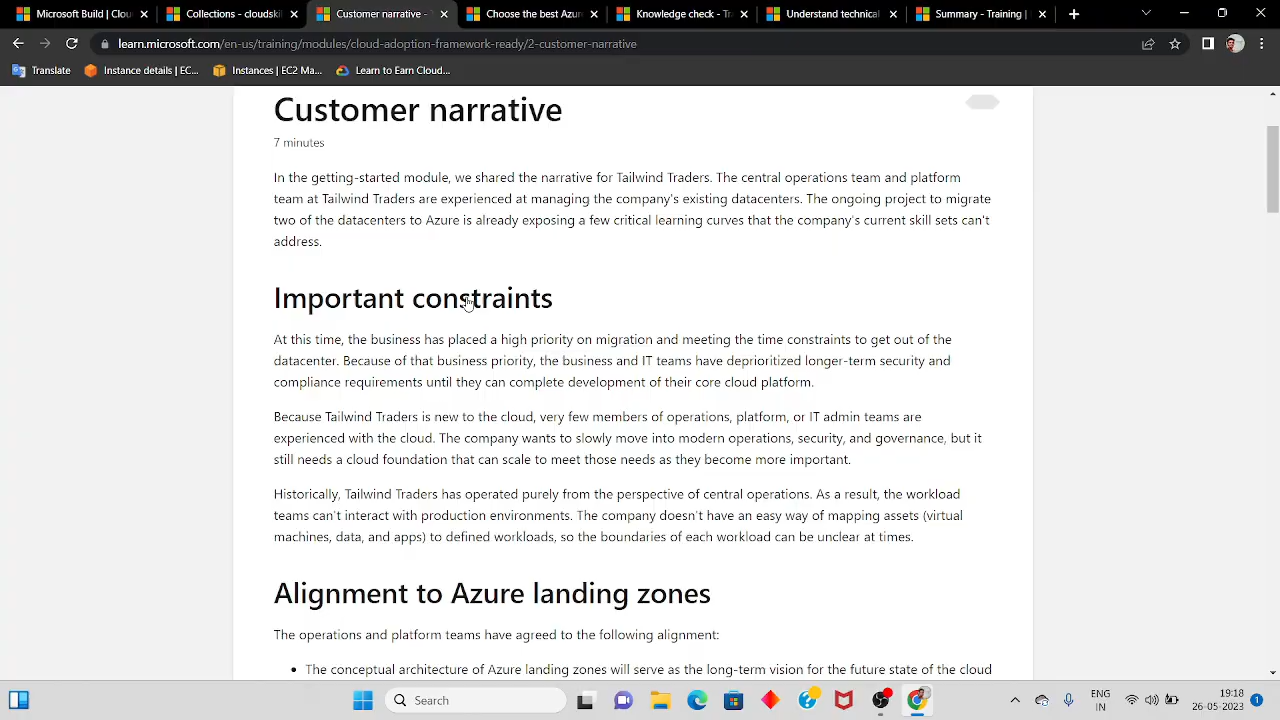 Microsoft Build | Clou
Collections - cloudskil
Customer narrative -
Choose the best Azur
Knowledge check - Tra
Understand technical
Summary - Training |
learn.microsoft.com/en-us/training/modules/cloud-adoption-framework-ready/2-customer-narrative
Translate
Instance details | EC...
Instances | EC2 Ma...
Learn to Earn Cloud...
Customer narrative
7 minutes
In the getting-started module, we shared the narrative for Tailwind Traders. The central operations team and platform
team at Tailwind Traders are experienced at managing the company's existing datacenters. The ongoing project to migrate
two of the datacenters to Azure is already exposing a few critical learning curves that the company's current skill sets can't
address.
Important constraints
At this time, the business has placed a high priority on migration and meeting the time constraints to get out of the
datacenter. Because of that business priority, the business and IT teams have deprioritized longer-term security and
compliance requirements until they can complete development of their core cloud platform.
Because Tailwind Traders is new to the cloud, very few members of operations, platform, or IT admin teams are
experienced with the cloud. The company wants to slowly move into modern operations, security, and governance, but it
still needs a cloud foundation that can scale to meet those needs as they become more important.
Historically, Tailwind Traders has operated purely from the perspective of central operations. As a result, the workload
teams can't interact with production environments. The company doesn't have an easy way of mapping assets (virtual
machines, data, and apps) to defined workloads, so the boundaries of each workload can be unclear at times.
Alignment to Azure landing zones
The operations and platform teams have agreed to the following alignment:
• The conceptual architecture of Azure landing zones will serve as the long-term vision for the future state of the cloud
Search
ENG
IN
19:18
26-05-2023
1